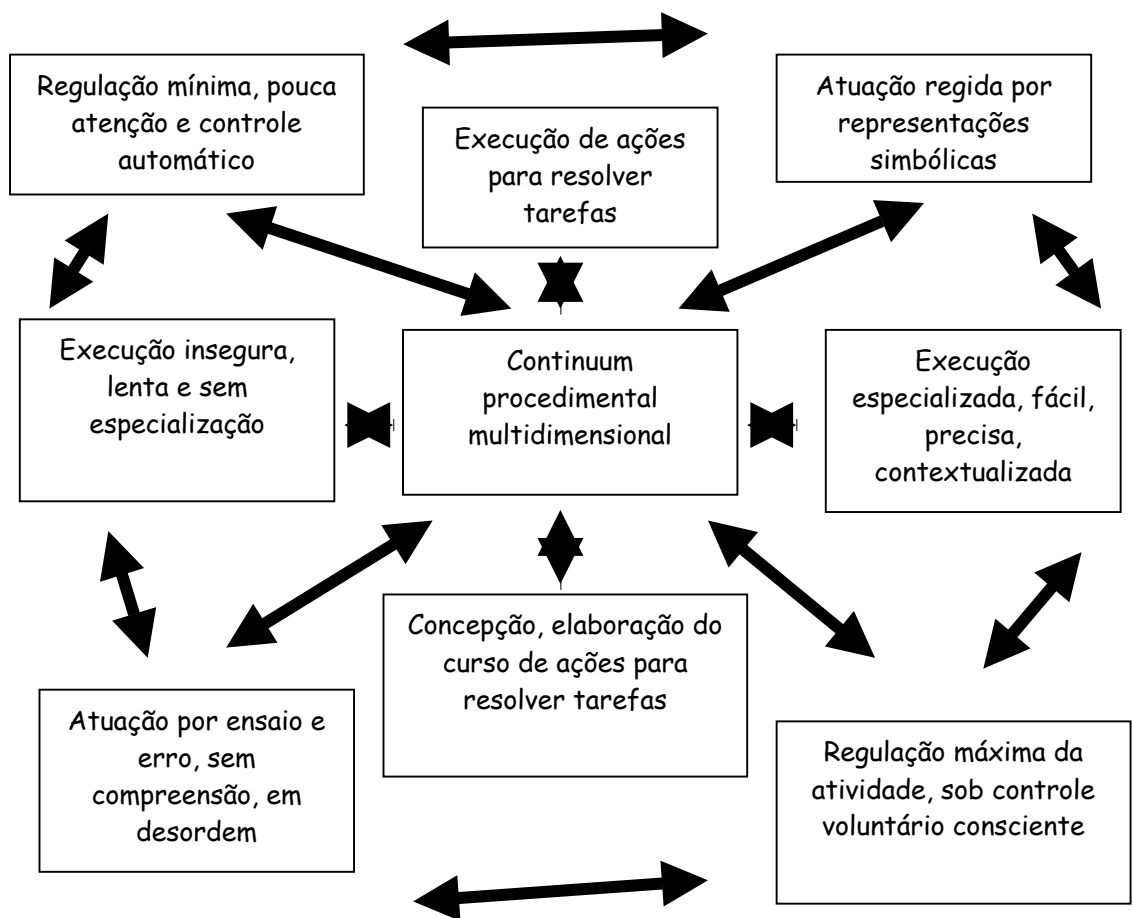 Regulação mínima, pouca
atenção e controle
automático
Execução de ações
para resolver
tarefas
Atuação regida por
representações
simbólicas
Execução insegura,
lenta e sem
especialização
Continuum
procedimental
multidimensional
Execução
especializada, fácil,
precisa,
contextualizada
Atuação por ensaio e
erro, sem
compreensão, em
desordem
Concepção, elaboração do
curso de ações para
resolver tarefas
Regulação máxima da
atividade, sob controle
voluntário consciente